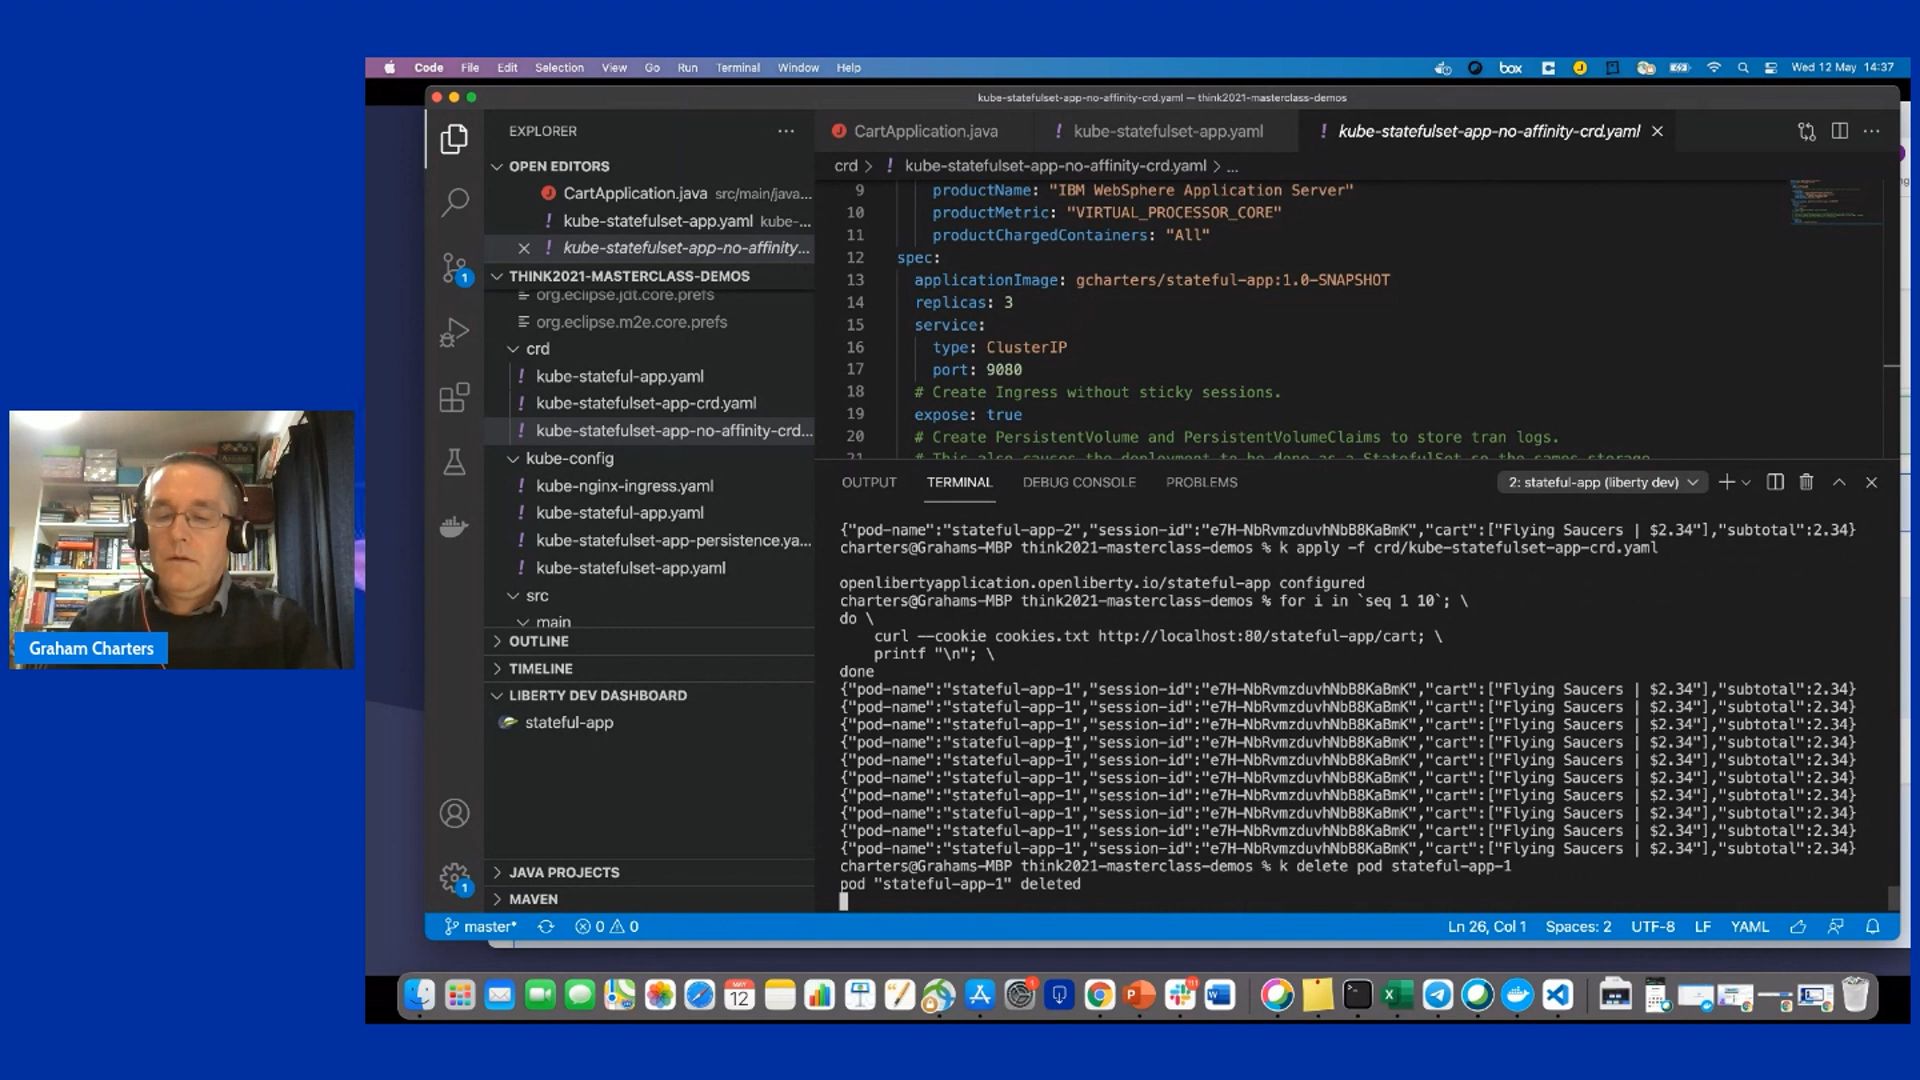 Code File Edit Selection View Go Run Terminal Window Help
box
Wed 12 May 14:37
kube-statefulset-app-no-affinity-crd.yaml — think2021-masterclass-demos
EXPLORER
CartApplication.java
kube-statefulset-app.yaml
kube-statefulset-app-no-affinity-crd.yaml
OPEN EDITORS
CartApplication.java src/main/java...
kube-statefulset-app.yaml kube-...
kube-statefulset-app-no-affinity...
THINK2021-MASTERCLASS-DEMOS
org.eclipse.jdt.core.prefs
org.eclipse.m2e.core.prefs
crd
kube-stateful-app.yaml
kube-statefulset-app-crd.yaml
kube-statefulset-app-no-affinity-crd...
kube-config
kube-nginx-ingress.yaml
kube-stateful-app.yaml
kube-stateful-app-persistence.ya...
kube-statefulset-app.yaml
src
main
OUTLINE
TIMELINE
LIBERTY DEV DASHBOARD
stateful-app
JAVA PROJECTS
MAVEN
crd > ! kube-statefulset-app-no-affinity-crd.yaml > ...
9 productName: "IBM WebSphere Application Server"
10 productMetric: "VIRTUAL_PROCESSOR_CORE"
11 productChargedContainers: "All"
12 spec:
13 applicationImage: gcharters/stateful-app:1.0-SNAPSHOT
14 replicas: 3
15 service:
16 type: ClusterIP
17 port: 9080
18 # Create Ingress without sticky sessions.
19 expose: true
20 # Create PersistentVolume and PersistentVolumeClaims to store tran logs.
21 # This also causes the deployment to be done as a StatefulSet so the same storage
OUTPUT TERMINAL DEBUG CONSOLE PROBLEMS
2: stateful-app (liberty dev)
{"pod-name":"stateful-app-2","session-id":"e7H-NbRvmzduvhNbB8KaBmK","cart":["Flying Saucers | $2.34"],"subtotal":2.34}
charters@Grahams-MBP think2021-masterclass-demos % k apply -f crd/kube-statefulset-app-crd.yaml
openlibertyapplication.openliberty.io/stateful-app configured
charters@Grahams-MBP think2021-masterclass-demos % for i in `seq 1 10`; \
do \
curl --cookie cookies.txt http://localhost:80/stateful-app/cart; \
printf "\n"; \
done
{"pod-name":"stateful-app-1","session-id":"e7H-NbRvmzduvhNbB8KaBmK","cart":["Flying Saucers | $2.34"],"subtotal":2.34}
{"pod-name":"stateful-app-1","session-id":"e7H-NbRvmzduvhNbB8KaBmK","cart":["Flying Saucers | $2.34"],"subtotal":2.34}
{"pod-name":"stateful-app-1","session-id":"e7H-NbRvmzduvhNbB8KaBmK","cart":["Flying Saucers | $2.34"],"subtotal":2.34}
{"pod-name":"stateful-app-1","session-id":"e7H-NbRvmzduvhNbB8KaBmK","cart":["Flying Saucers | $2.34"],"subtotal":2.34}
{"pod-name":"stateful-app-1","session-id":"e7H-NbRvmzduvhNbB8KaBmK","cart":["Flying Saucers | $2.34"],"subtotal":2.34}
{"pod-name":"stateful-app-1","session-id":"e7H-NbRvmzduvhNbB8KaBmK","cart":["Flying Saucers | $2.34"],"subtotal":2.34}
{"pod-name":"stateful-app-1","session-id":"e7H-NbRvmzduvhNbB8KaBmK","cart":["Flying Saucers | $2.34"],"subtotal":2.34}
{"pod-name":"stateful-app-1","session-id":"e7H-NbRvmzduvhNbB8KaBmK","cart":["Flying Saucers | $2.34"],"subtotal":2.34}
{"pod-name":"stateful-app-1","session-id":"e7H-NbRvmzduvhNbB8KaBmK","cart":["Flying Saucers | $2.34"],"subtotal":2.34}
{"pod-name":"stateful-app-1","session-id":"e7H-NbRvmzduvhNbB8KaBmK","cart":["Flying Saucers | $2.34"],"subtotal":2.34}
charters@Grahams-MBP think2021-masterclass-demos % k delete pod stateful-app-1
pod "stateful-app-1" deleted
master* 0 0
Ln 26, Col 1 Spaces: 2 UTF-8 LF YAML
Graham Charters
1
1
MAY
12